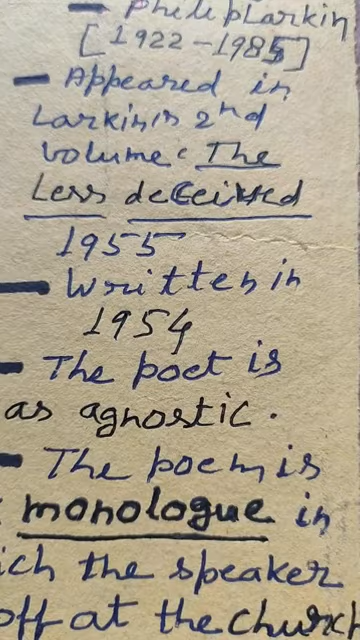 - Philip Larkin
[1922-1985]
- Appeared in
Larkin's 2nd
volume: The
Less deceived
1955
- Written in
1954
- The poet is
as agnostic.
- The poem is
monologue in
ich the speaker
off at the church